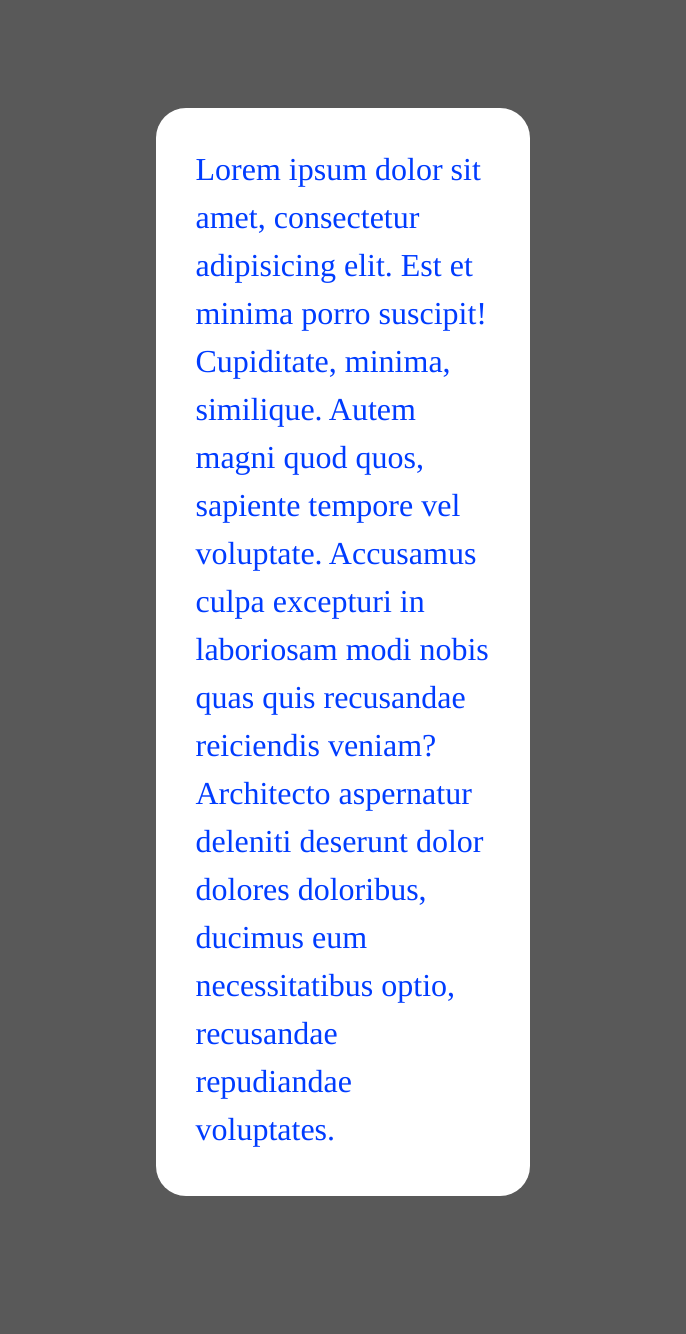 Lorem ipsum dolor sit
amet, consectetur
adipisicing elit. Est et
minima porro suscipit!
Cupiditate, minima,
similique. Autem
magni quod quos,
sapiente tempore vel
voluptate. Accusamus
culpa excepturi in
laboriosam modi nobis
quas quis recusandae
reiciendis veniam?
Architecto aspernatur
deleniti deserunt dolor
dolores doloribus,
ducimus eum
necessitatibus optio,
recusandae
repudiandae
voluptates.